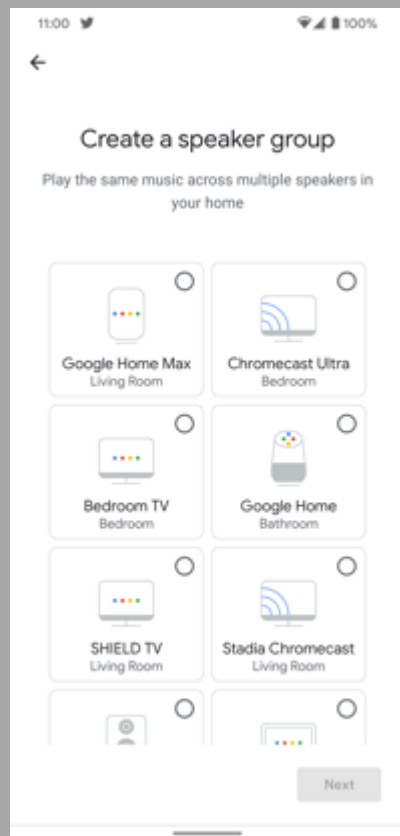 11:00 100%
Create a speaker group
Play the same music across multiple speakers in
your home
Google Home Max Chromecast Ultra
Living Room Bedroom
Bedroom TV Google Home
Bedroom Bathroom
SHIELD TV Stadia Chromecast
Living Room Living Room
Next